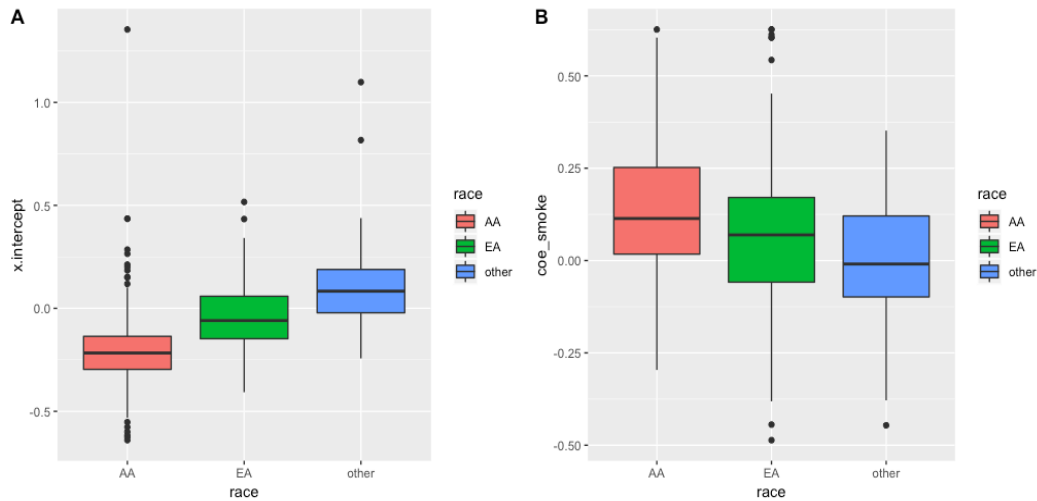 A
x.intercept
1.0
0.5
0.0
-0.5
AA
EA
other
race
race
AA
EA
other
B
coe_smoke
0.50
0.25
0.00
-0.25
-0.50
AA
EA
other
race
race
AA
EA
other